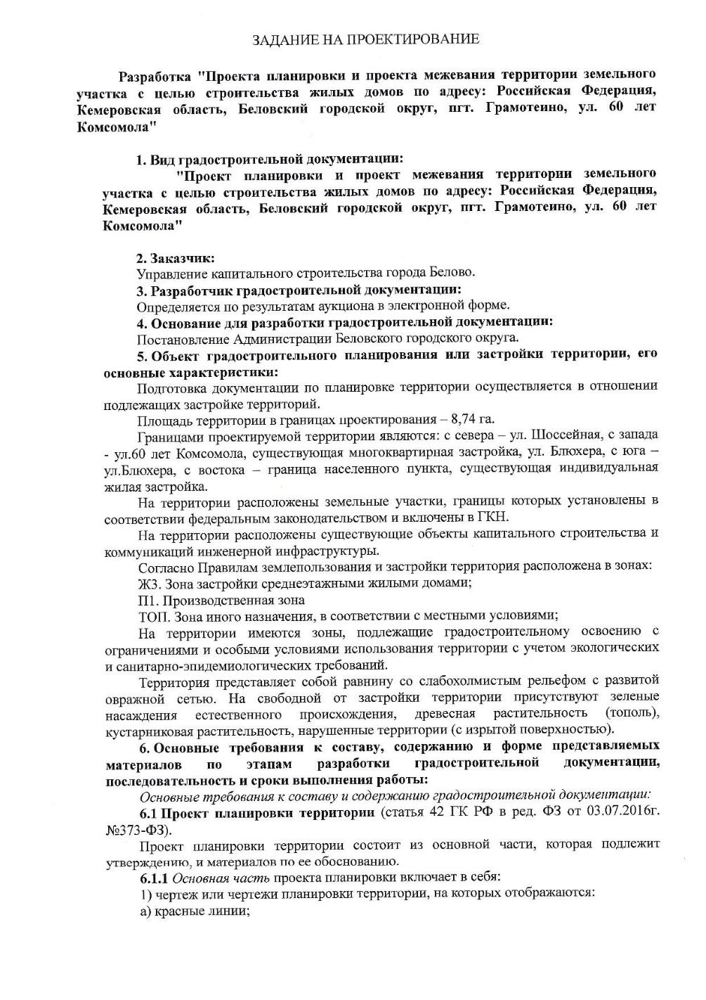 ЗАДАНИЕ НА ПРОЕКТИРОВАНИЕ
Разработка "Проекта планировки и проекта межевания территории земельного
участка с целью строительства жилых домов по адресу: Российская Федерация,
Кемеровская область, Беловский городской округ, пгт. Грамотеино, ул. 60 лет
Комсомола"
1. Вид градостроительной документации:
"Проект планировки и проект межевания территории земельного
участка с целью строительства жилых домов по адресу: Российская Федерация,
Кемеровская область, Беловский городской округ, пгт. Грамотеино, ул. 60 лет
Комсомола"
2. Заказчик:
Управление капитального строительства города Белово.
3. Разработчик градостроительной документации:
Определяется по результатам аукциона в электронной форме.
4. Основание для разработки градостроительной документации:
Постановление Администрации Беловского городского округа.
5. Объект градостроительного планирования или застройки территории, его
основные характеристики:
Подготовка документации по планировке территории осуществляется в отношении
подлежащих застройке территорий.
Площадь территории в границах проектирования – 8,74 га.
Границами проектируемой территории являются: с севера – ул. Шоссейная, с запада
- ул.60 лет Комсомола, существующая многоквартирная застройка, ул. Блюхера, с юга –
ул.Блюхера, с востока – граница населенного пункта, существующая индивидуальная
жилая застройка.
На территории расположены земельные участки, границы которых установлены в
соответствии федеральным законодательством и включены в ГКН.
На территории расположены существующие объекты капитального строительства и
коммуникаций инженерной инфраструктуры.
Согласно Правилам землепользования и застройки территория расположена в зонах:
Ж3. Зона застройки среднеэтажными жилыми домами;
П1. Производственная зона
ТОП. Зона иного назначения, в соответствии с местными условиями;
На территории имеются зоны, подлежащие градостроительному освоению с
ограничениями и особыми условиями использования территории с учетом экологических
и санитарно-эпидемиологических требований.
Территория представляет собой равнину со слабохолмистым рельефом с развитой
овражной сетью. На свободной от застройки территории присутствуют зеленые
насаждения естественного происхождения, древесная растительность (тополь),
кустарниковая растительность, нарушенные территории (с изрытой поверхностью).
6. Основные требования к составу, содержанию и форме представляемых
материалов по этапам разработки градостроительной документации,
последовательность и сроки выполнения работы:
Основные требования к составу и содержанию градостроительной документации:
6.1 Проект планировки территории (статья 42 ГК РФ в ред. ФЗ от 03.07.2016г.
№373-ФЗ).
Проект планировки территории состоит из основной части, которая подлежит
утверждению, и материалов по ее обоснованию.
6.1.1 Основная часть проекта планировки включает в себя:
1) чертеж или чертежи планировки территории, на которых отображаются:
а) красные линии;